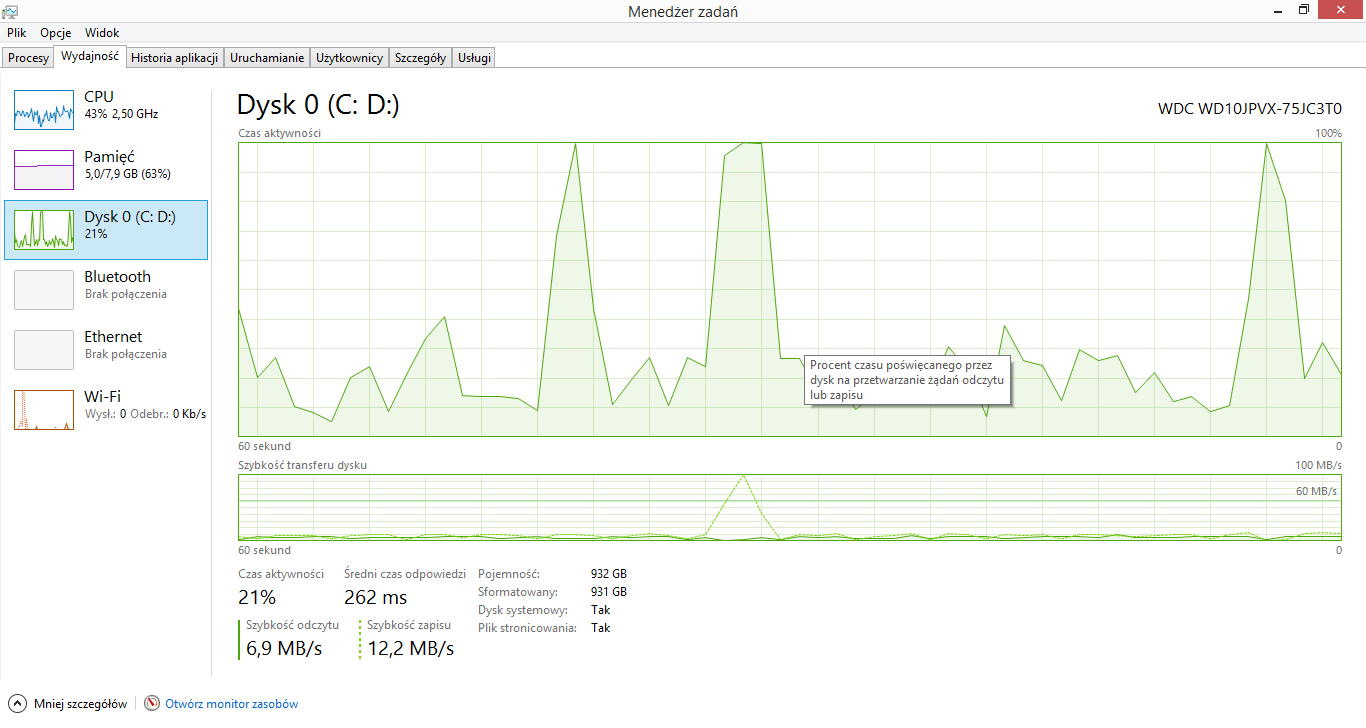 Menedżer zadań
Plik Opcje Widok
Procesy Wydajność Historia aplikacji Uruchamianie Użytkownicy Szczegóły Usługi
CPU
43% 2,50 GHz
Pamięć
5,0/7,9 GB (63%)
Dysk 0 (C: D:)
21%
Bluetooth
Brak połączenia
Ethernet
Brak połączenia
Wi-Fi
Wysł.: 0 Odebr.: 0 Kb/s
Dysk 0 (C: D:)
WDC WD10JPVX-75JC3T0
Czas aktywności 100%
Procent czasu poświęcanego przez
dysk na przetwarzanie żądań odczytu
lub zapisu
60 sekund 0
Szybkość transferu dysku 100 MB/s
60 MB/s
60 sekund 0
Czas aktywności Średni czas odpowiedzi
21% 262 ms
Szybkość odczytu Szybkość zapisu
6,9 MB/s 12,2 MB/s
Pojemność: 932 GB
Sformatowany: 931 GB
Dysk systemowy: Tak
Plik stronicowania: Tak
Mniej szczegółów Otwórz monitor zasobów